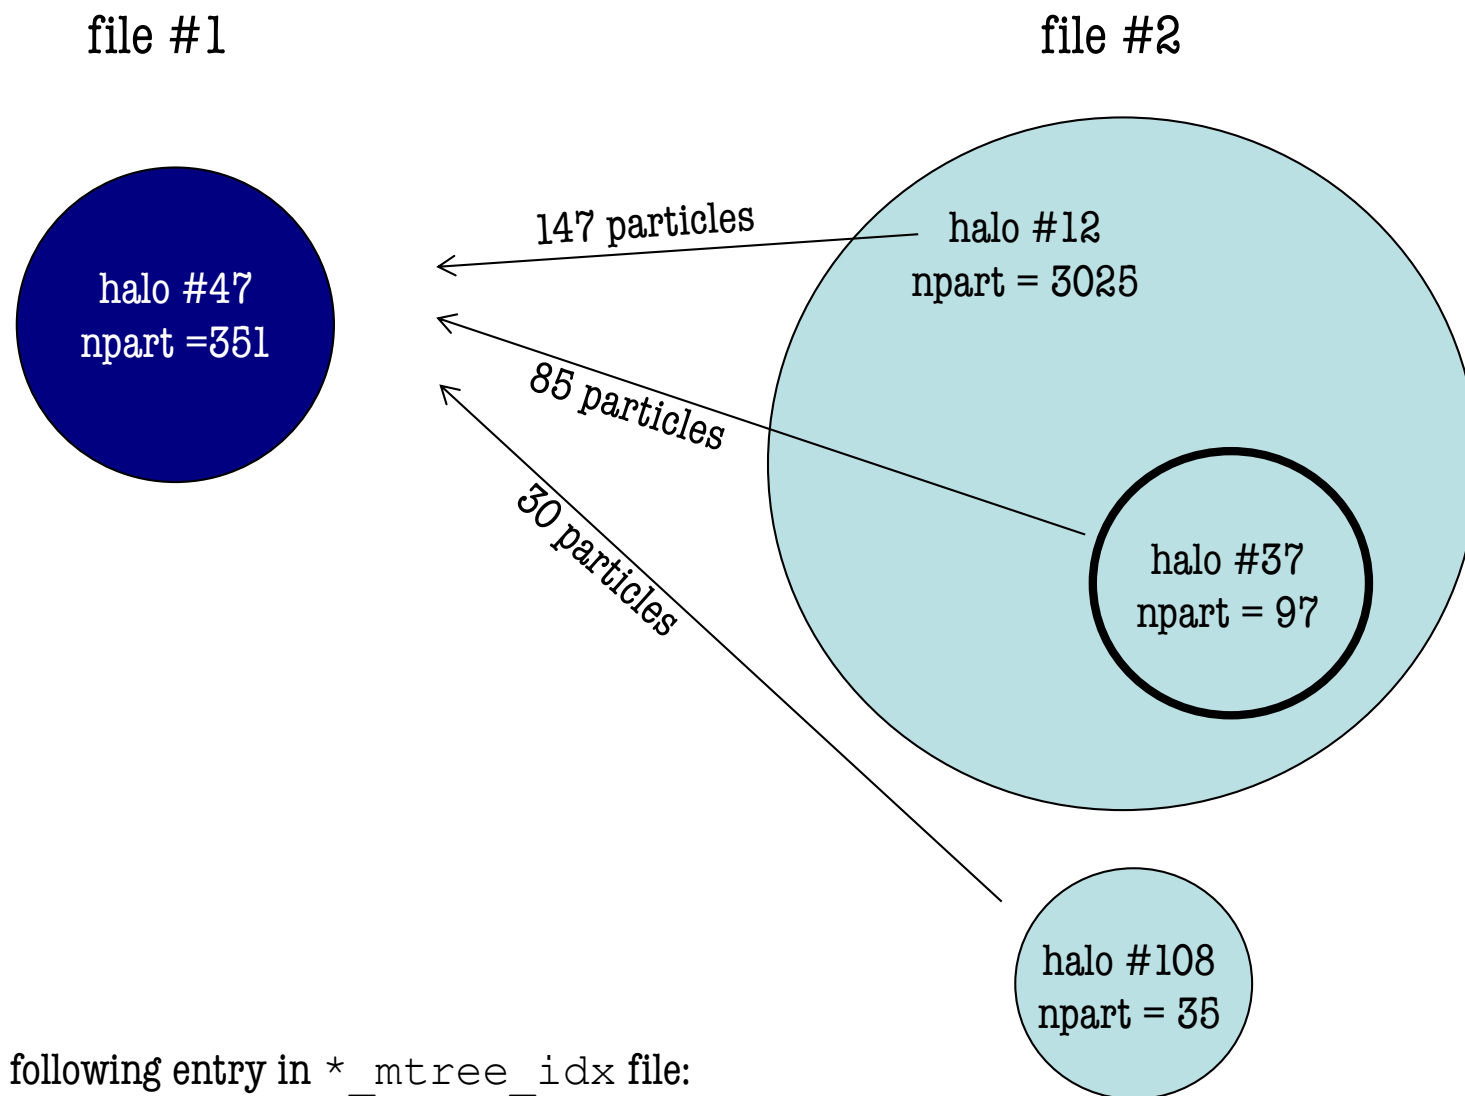 file #1
file #2
147 particles
halo #12
npart = 3025
halo #47
npart =351
85 particles
30 particles
halo #37
npart = 97
halo #108
npart = 35
following entry in *_mtree_idx file: